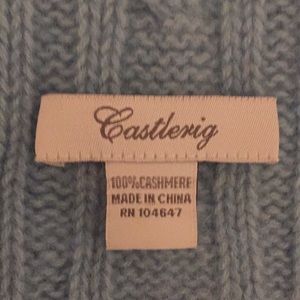 Castlerig
100% CASHMERE
MADE IN CHINA
RN 104647